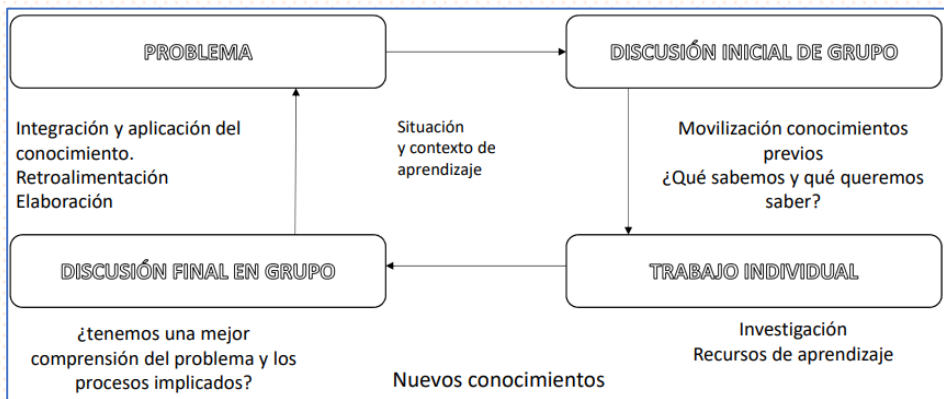 PROBLEMA
DISCUSIÓN INICIAL DE GRUPO
Integración y aplicación del
conocimiento.
Retroalimentación
Elaboración
Situación
y contexto de
aprendizaje
Movilización conocimientos
previos
¿Qué sabemos y qué queremos
saber?
DISCUSIÓN FINAL EN GRUPO
TRABAJO INDIVIDUAL
¿tenemos una mejor
comprensión del problema y los
procesos implicados?
Nuevos conocimientos
Investigación
Recursos de aprendizaje